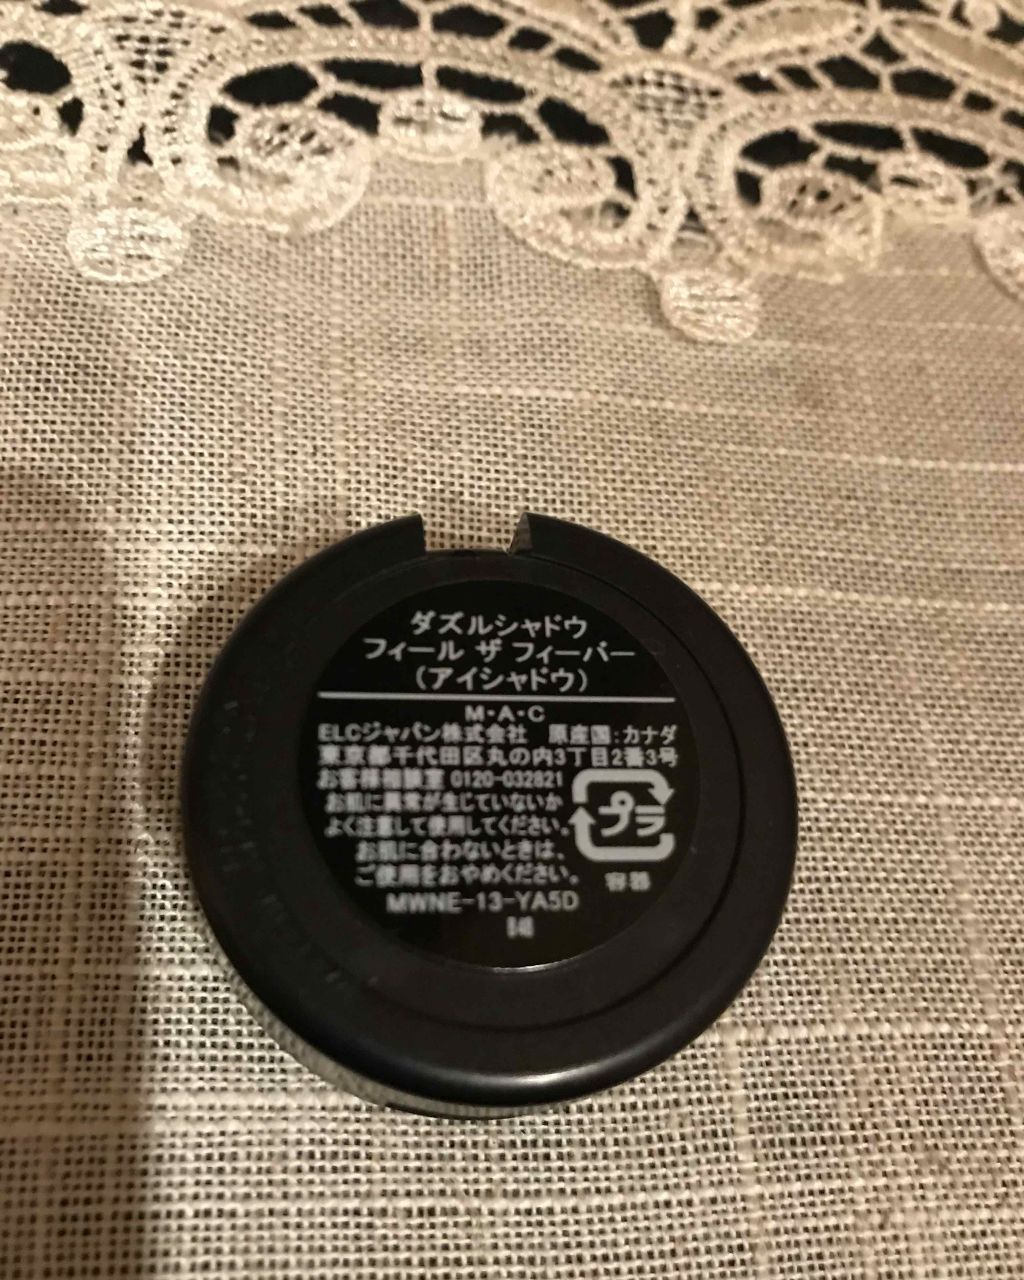 ダズルシャドウ
フィール ザ フィーバー
(アイシャドウ)
M・A・C
ELCジャパン株式会社 原産国:カナダ
東京都千代田区丸の内3丁目2番3号
お客様相談室 0120-032821
お肌に異常が生じていないか
よく注意して使用してください。
お肌に合わないときは、
ご使用をおやめください。
プラ
容器
MWNE-13-YA5D